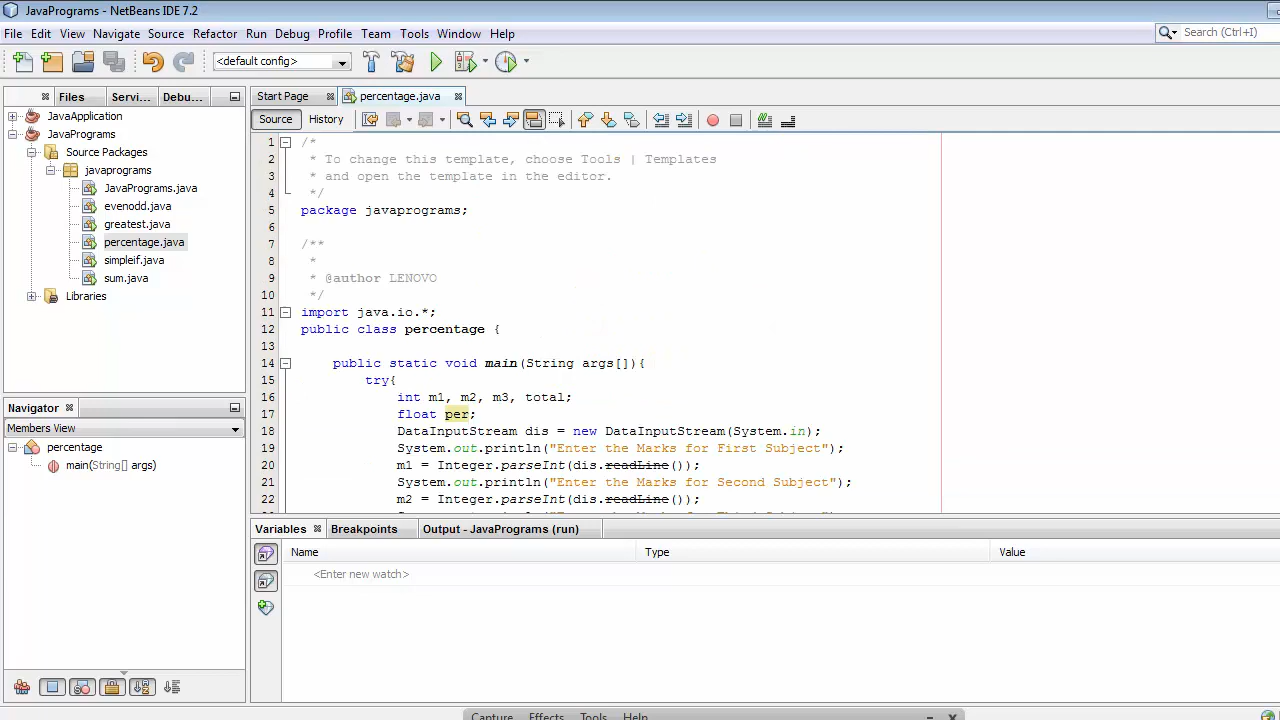 JavaPrograms - NetBeans IDE 7.2
File Edit View Navigate Source Refactor Run Debug Profile Team Tools Window Help
Search (Ctrl+I)
<default config>
Files Servi... Debu...
Start Page percentage.java
Source History
JavaApplication
JavaPrograms
Source Packages
javaprograms
JavaPrograms.java
evenodd.java
greatest.java
percentage.java
simpleif.java
sum.java
Libraries
1 /*
2 * To change this template, choose Tools | Templates
3 * and open the template in the editor.
4 */
5 package javaprograms;
6
7 /**
8 *
9 * @author LENOVO
10 */
11 import java.io.*;
12 public class percentage {
13
14 public static void main(String args[]){
15 try{
16 int m1, m2, m3, total;
17 float per;
18 DataInputStream dis = new DataInputStream(System.in);
19 System.out.println("Enter the Marks for First Subject");
20 m1 = Integer.parseInt(dis.readLine());
21 System.out.println("Enter the Marks for Second Subject");
22 m2 = Integer.parseInt(dis.readLine());
Navigator
Members View
percentage
main(String[] args)
Variables Breakpoints Output - JavaPrograms (run)
Name Type Value
<Enter new watch>
Capture Effects Tools Help